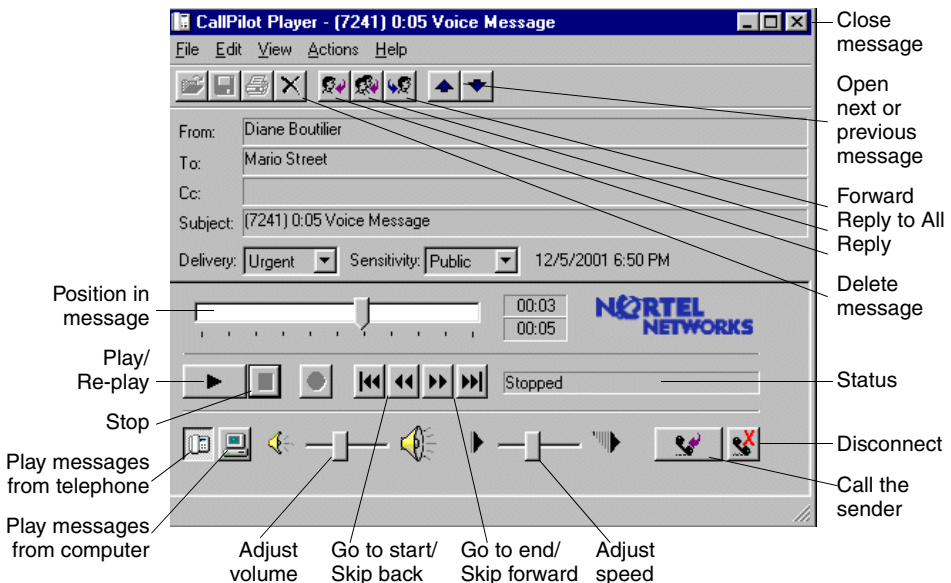 CallPilot Player - (7241) 0:05 Voice Message
File Edit View Actions Help
From: Diane Boutilier
To: Mario Street
Cc:
Subject: (7241) 0:05 Voice Message
Delivery: Urgent Sensitivity: Public 12/5/2001 6:50 PM
00:03
00:05
NORTEL
NETWORKS
Stopped
Close
message
Open
next or
previous
message
Forward
Reply to All
Reply
Delete
message
Status
Disconnect
Call the
sender
Position in
message
Play/
Re-play
Stop
Play messages
from telephone
Play messages
from computer
Adjust
volume
Go to start/
Skip back
Go to end/
Skip forward
Adjust
speed